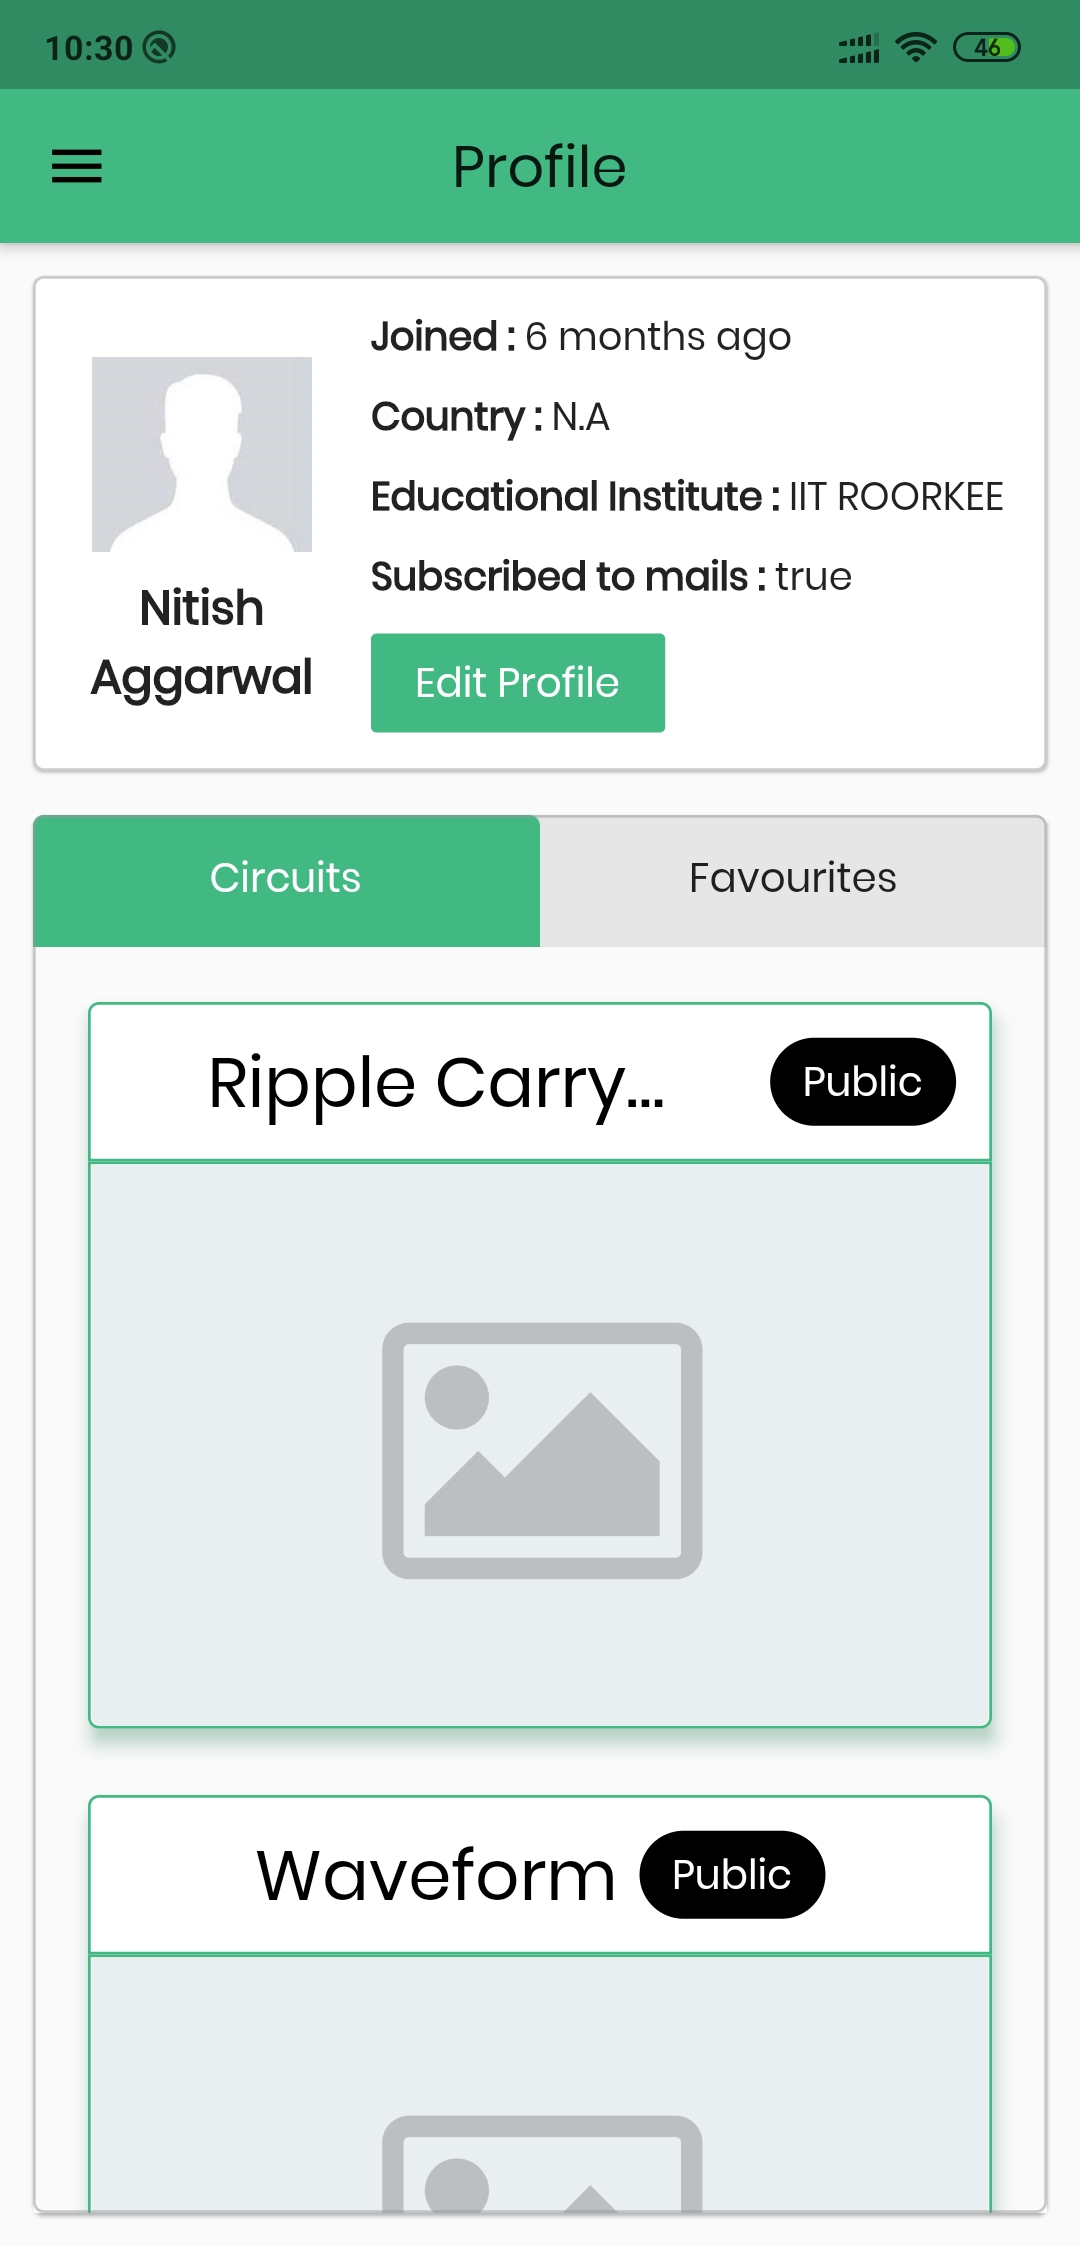 10:30
46
Profile
Joined : 6 months ago
Country : N.A
Educational Institute : IIT ROORKEE
Subscribed to mails : true
Nitish
Aggarwal
Edit Profile
Circuits
Favourites
Ripple Carry...
Public
Waveform
Public